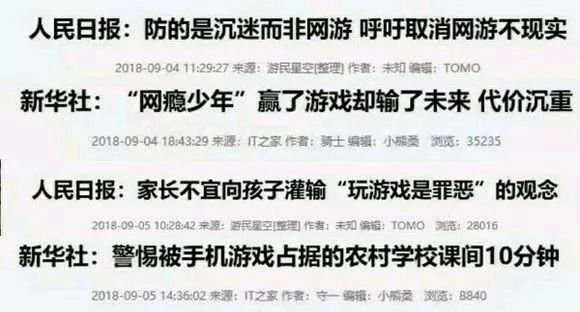 人民日报：防的是沉迷而非网游 呼吁取消网游不现实
2018-09-04 11:29:27 来源：游民星空[整理] 作者：未知 编辑：TOMO
新华社：“网瘾少年”赢了游戏却输了未来 代价沉重
2018-09-04 18:43:29 来源：IT之家 作者：骑士 编辑：小熊桑 浏览：35235
人民日报：家长不宜向孩子灌输“玩游戏是罪恶”的观念
2018-09-05 10:28:42 来源：游民星空[整理] 作者：未知 编辑：TOMO 浏览：28016
新华社：警惕被手机游戏占据的农村学校课间10分钟
2018-09-05 14:36:02 来源：IT之家 作者：守一 编辑：小熊桑 浏览：8840